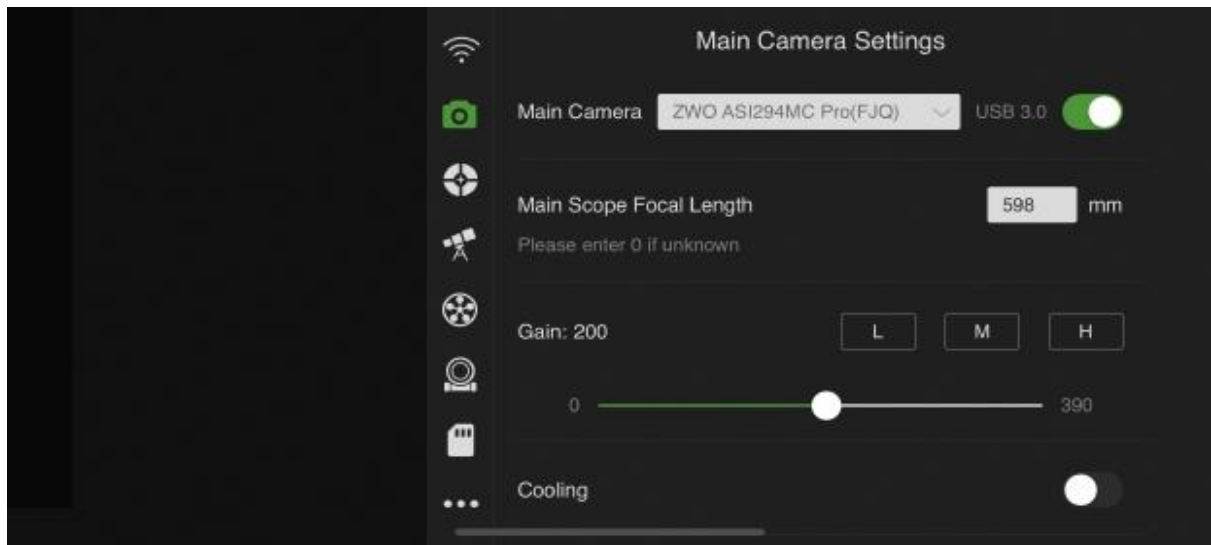 Main Camera Settings
Main Camera ZWO ASI294MC Pro(FJQ) USB 3.0
Main Scope Focal Length 598 mm
Please enter 0 if unknown
Gain: 200 L M H
0 390
Cooling